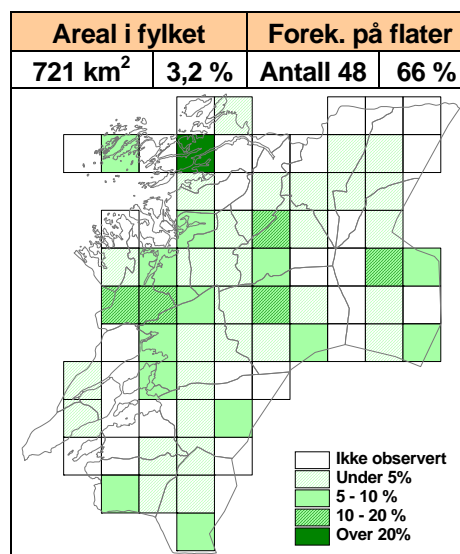 Areal i fylket Forek. på flater
721 km² 3,2 % Antall 48 66 %
Ikke observert
Under 5%
5 - 10 %
10 - 20 %
Over 20%